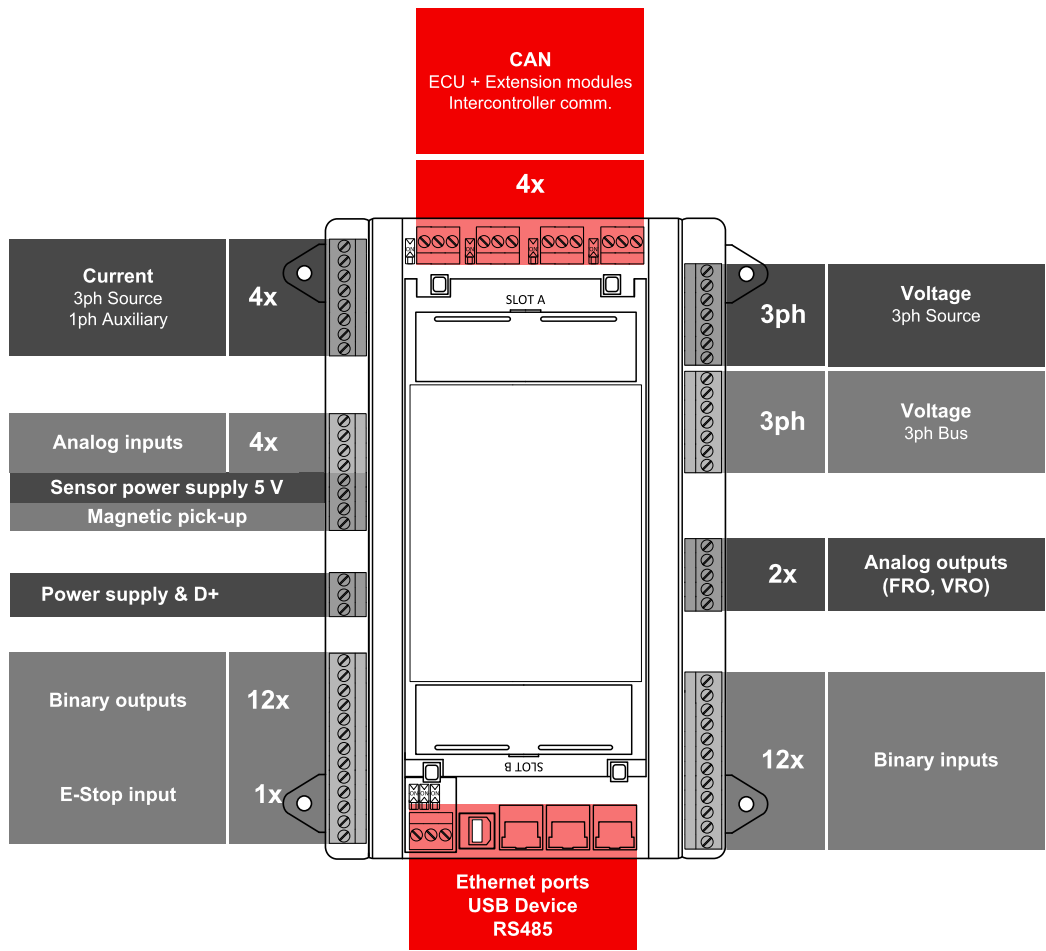 CAN
ECU + Extension modules
Intercontroller comm.
4x
Current
3ph Source
1ph Auxiliary
4x
SLOT A
3ph
Voltage
3ph Source
3ph
Voltage
3ph Bus
Analog inputs
4x
Sensor power supply 5 V
Magnetic pick-up
Power supply & D+
2x
Analog outputs
(FRO, VRO)
Binary outputs
12x
E-Stop input
1x
SLOT B
12x
Binary inputs
Ethernet ports
USB Device
RS485